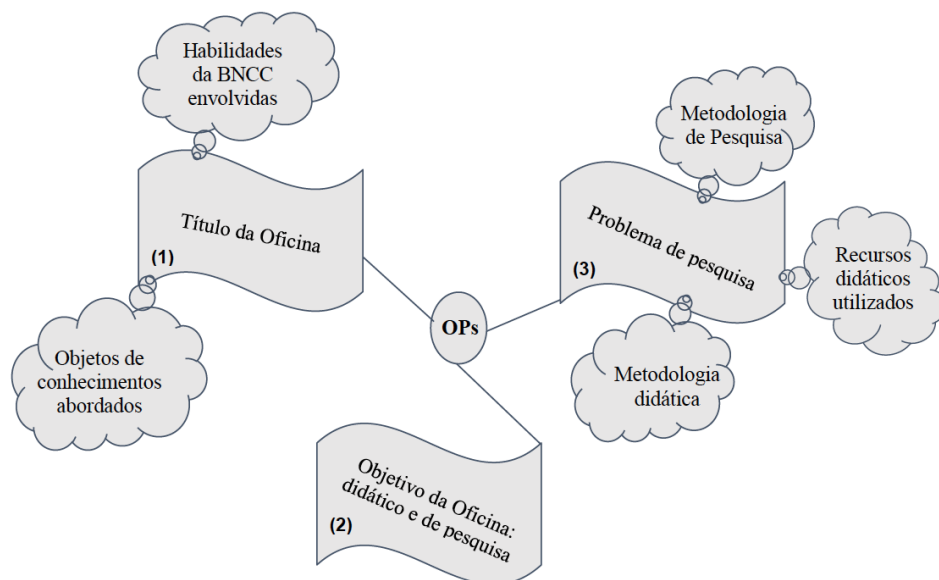 Habilidades
da BNCC
envolvidas
Título da Oficina
(1)
Objetos de
conhecimentos
abordados
OPs
Objetivo da Oficina:
didático e de pesquisa
(2)
Metodologia
de Pesquisa
Problema de pesquisa
(3)
Recursos
didáticos
utilizados
Metodologia
didática